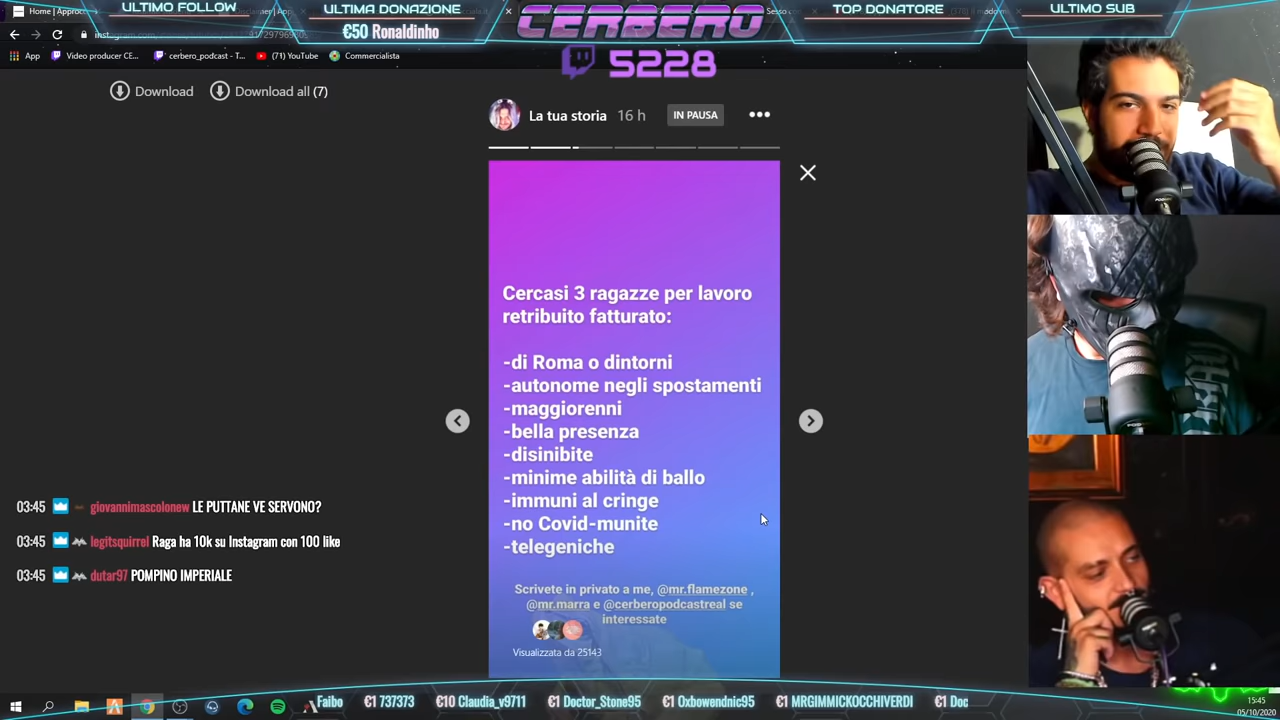 ULTIMO FOLLOW
ULTIMA DONAZIONE
€50 Ronaldinho
CERBERO
5228
TOP DONATORE
ULTIMO SUB
Home | Approc
App
Video producer CE...
cerbero_podcast - T...
(71) YouTube
Commercialista
Download
Download all (7)
La tua storia 16 h
IN PAUSA
Cercasi 3 ragazze per lavoro
retribuito fatturato:
-di Roma o dintorni
-autonome negli spostamenti
-maggiorenni
-bella presenza
-disinibite
-minime abilità di ballo
-immuni al cringe
-no Covid-munite
-telegeniche
Scrivete in privato a me, @mr.flamezone ,
@mr.marra e @cerberopodcastreal se
interessate
Visualizzata da 25143
03:45 giovannimascolonew LE PUTTANE VE SERVONO?
03:45 legitsquirrel Raga ha 10k su Instagram con 100 like
03:45 dutar97 POMPINO IMPERIALE
Faibo €1 737373 €10 Claudia_v9711 €1 Doctor_Stone95 €1 Oxbowendnic95 €1 MRGIMMICKOCCHIVERDI €1 Doc
15:45
05/10/2020